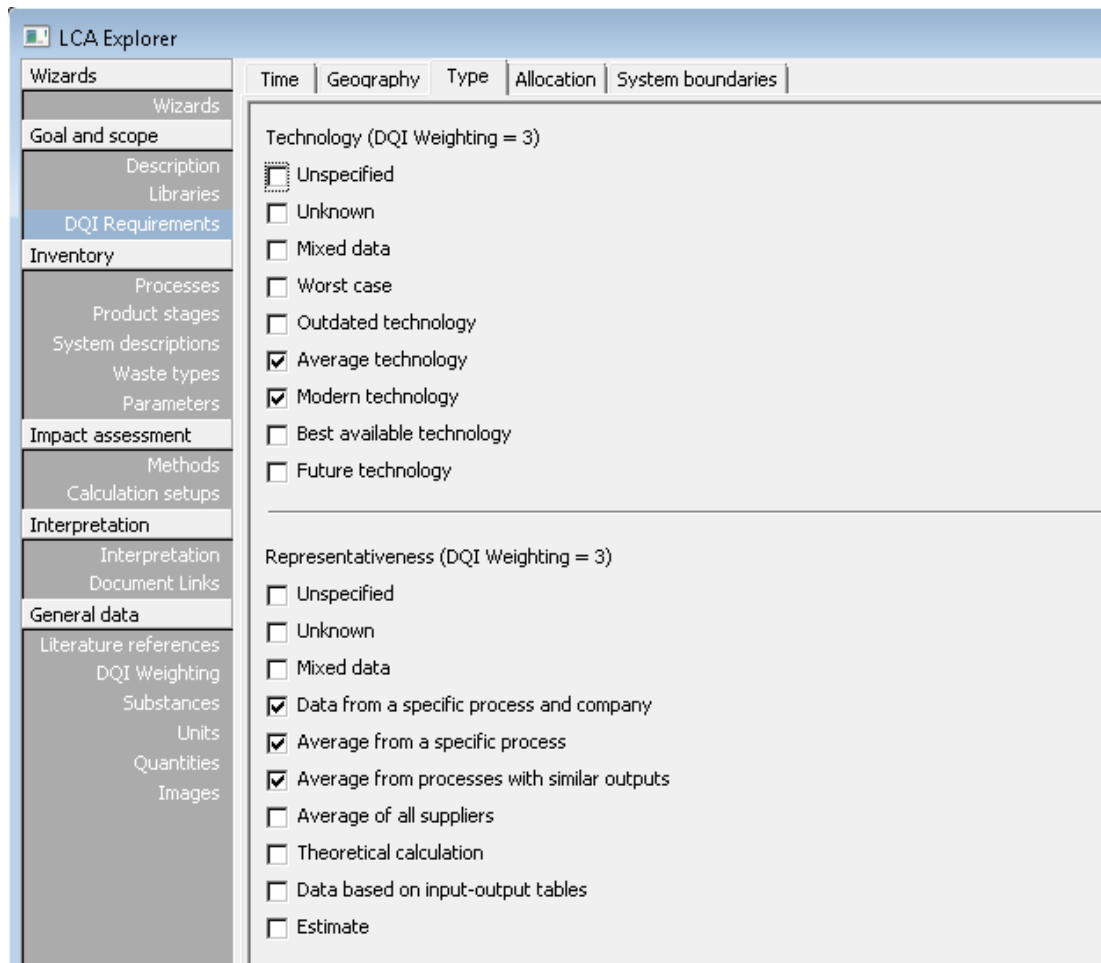 LCA Explorer
Wizards
Wizards
Goal and scope
Description
Libraries
DQI Requirements
Inventory
Processes
Product stages
System descriptions
Waste types
Parameters
Impact assessment
Methods
Calculation setups
Interpretation
Interpretation
Document Links
General data
Literature references
DQI Weighting
Substances
Units
Quantities
Images
Time Geography Type Allocation System boundaries
Technology (DQI Weighting = 3)
Unspecified
Unknown
Mixed data
Worst case
Outdated technology
Average technology
Modern technology
Best available technology
Future technology
Representativeness (DQI Weighting = 3)
Unspecified
Unknown
Mixed data
Data from a specific process and company
Average from a specific process
Average from processes with similar outputs
Average of all suppliers
Theoretical calculation
Data based on input-output tables
Estimate